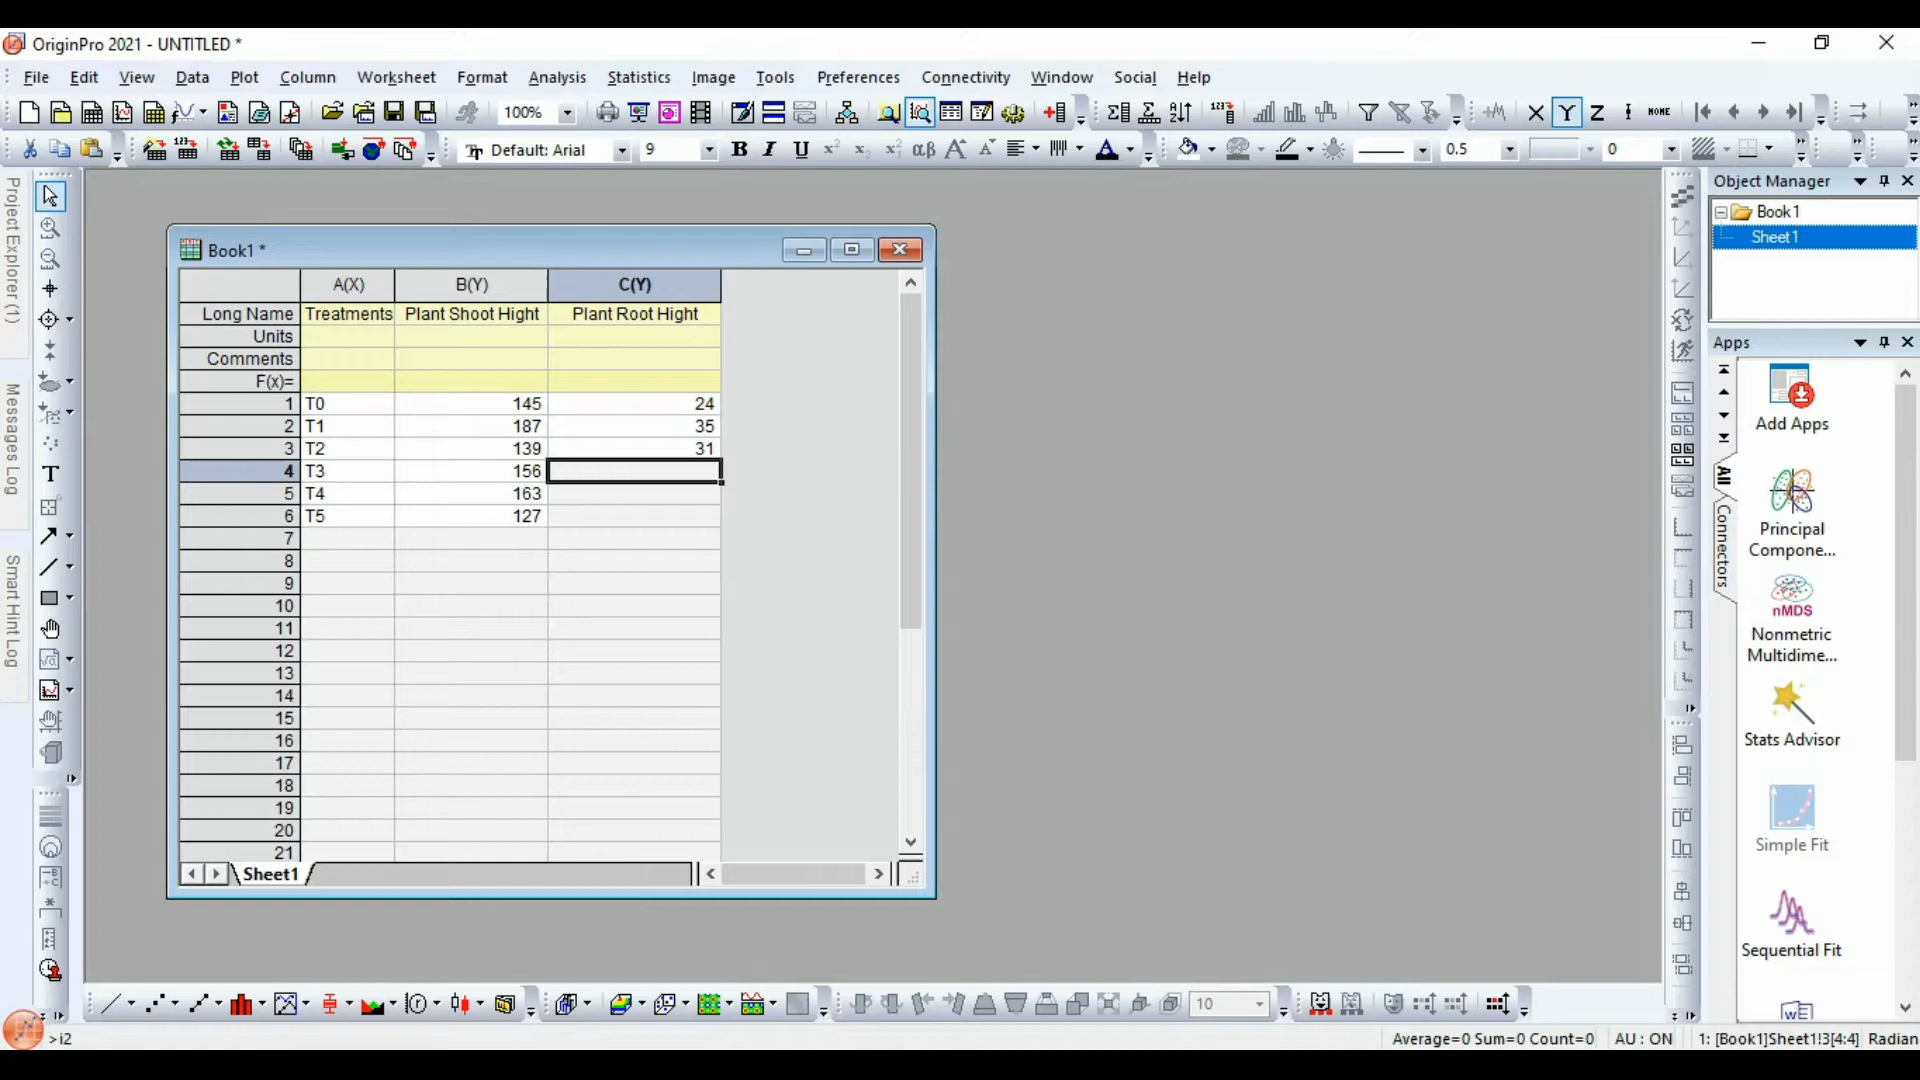 OriginPro 2021 - UNTITLED *
File Edit View Data Plot Column Worksheet Format Analysis Statistics Image Tools Preferences Connectivity Window Social Help
100% X Y Z HOME
Default: Arial 9 B I U αβ A A A 0.5 0
Project Explorer (1)
Messages Log
Smart Hint Log
T
Book1 *
A(X) B(Y) C(Y)
Long Name Treatments Plant Shoot Hight Plant Root Hight
Units
Comments
F(x)=
1 T0 145 24
2 T1 187 35
3 T2 139 31
4 T3 156
5 T4 163
6 T5 127
7
8
9
10
11
12
13
14
15
16
17
18
19
20
21
Sheet1
Object Manager
Book1
Sheet1
Apps
All
Connectors
Add Apps
Principal
Compone...
nMDS
Nonmetric
Multidime...
Stats Advisor
Simple Fit
Sequential Fit
WE
10
>i2
Average=0 Sum=0 Count=0 AU : ON 1: [Book1]Sheet1!3[4:4] Radian